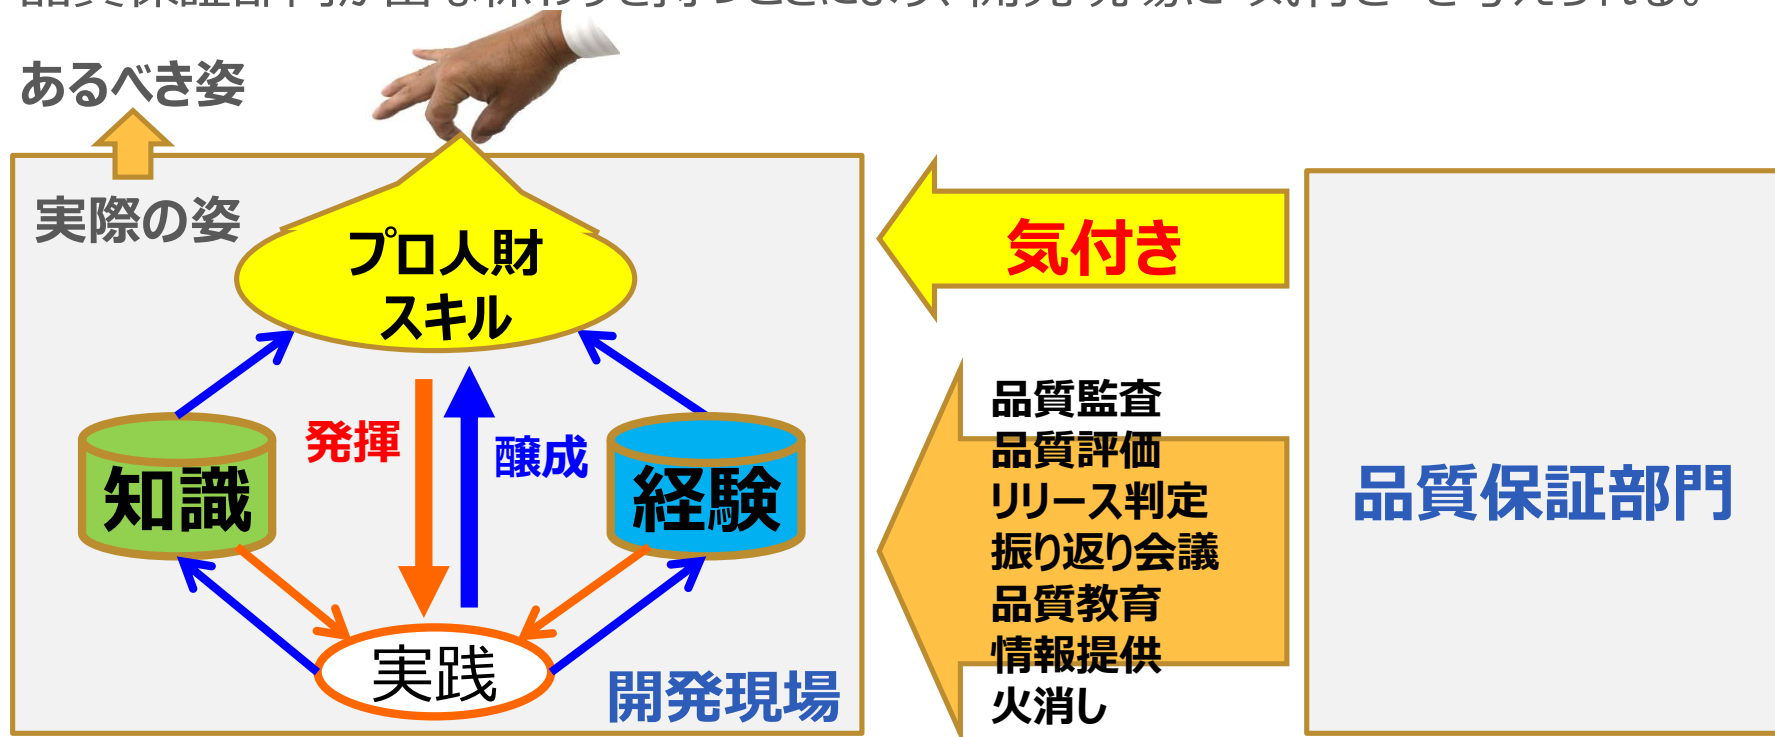 あるべき姿
実際の姿
プロ人財
スキル
発揮
醸成
知識
経験
実践
開発現場
気付き
品質監査
品質評価
リリース判定
振り返り会議
品質教育
情報提供
火消し
品質保証部門